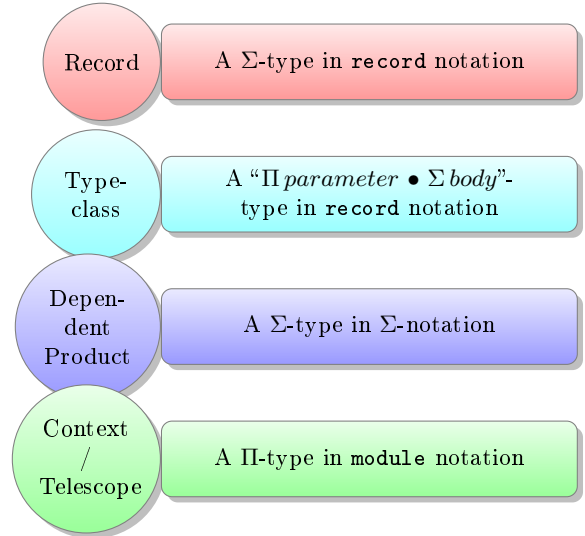 Record
A Σ-type in record notation
Type-
class
A “Π parameter • Σ body”-
type in record notation
Depen-
dent
Product
A Σ-type in Σ-notation
Context
/
Telescope
A Π-type in module notation